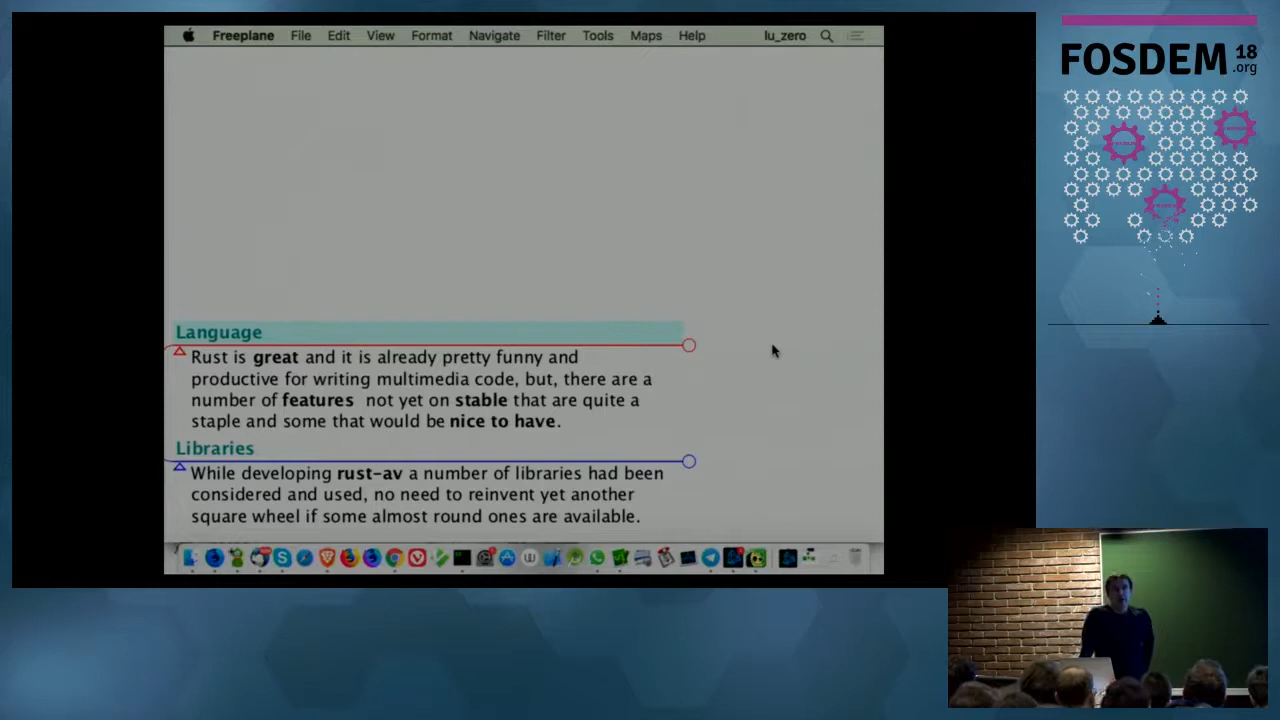 Freeplane File Edit View Format Navigate Filter Tools Maps Help lu_zero
FOSDEM 18 .org
Language
Rust is great and it is already pretty funny and
productive for writing multimedia code, but, there are a
number of features not yet on stable that are quite a
staple and some that would be nice to have.
Libraries
While developing rust-av a number of libraries had been
considered and used, no need to reinvent yet another
square wheel if some almost round ones are available.